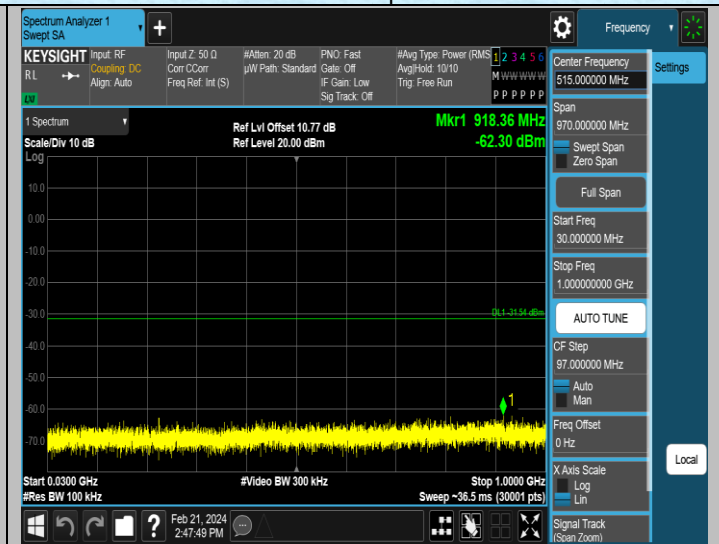 Spectrum Analyzer 1
Swept SA
+
Frequency
KEYSIGHT
RL
LNI
Input: RF
Coupling: DC
Align: Auto
Input Z: 50 Ω
Corr CCorr
Freq Ref: Int (S)
#Atten: 20 dB
µW Path: Standard
PNO: Fast
Gate: Off
IF Gain: Low
Sig Track: Off
#Avg Type: Power (RMS)
Avg|Hold: 10/10
Trig: Free Run
1 2 3 4 5 6
M W W W W W
P P P P P P
1 Spectrum
Scale/Div 10 dB
Log
Ref Lvl Offset 10.77 dB
Ref Level 20.00 dBm
Mkr1 918.36 MHz
-62.30 dBm
10.0
0.00
-10.0
-20.0
-30.0
DL1 -31.54 dBm
-40.0
-50.0
-60.0
1
-70.0
Start 0.0300 GHz
#Res BW 100 kHz
#Video BW 300 kHz
Stop 1.0000 GHz
Sweep ~36.5 ms (30001 pts)
Center Frequency
515.000000 MHz
Settings
Span
970.000000 MHz
Swept Span
Zero Span
Full Span
Start Freq
30.000000 MHz
Stop Freq
1.000000000 GHz
AUTO TUNE
CF Step
97.000000 MHz
Auto
Man
Freq Offset
0 Hz
X Axis Scale
Log
Lin
Local
Signal Track
(Span Zoom)
?
Feb 21, 2024
2:47:49 PM